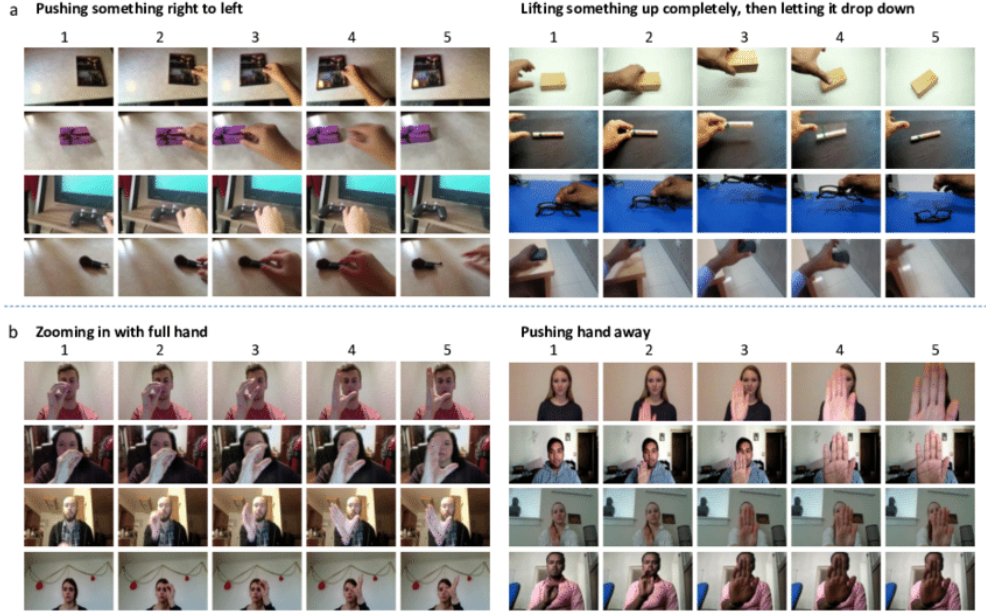 a Pushing something right to left
1 2 3 4 5
Lifting something up completely, then letting it drop down
1 2 3 4 5
b Zooming in with full hand
1 2 3 4 5
Pushing hand away
1 2 3 4 5